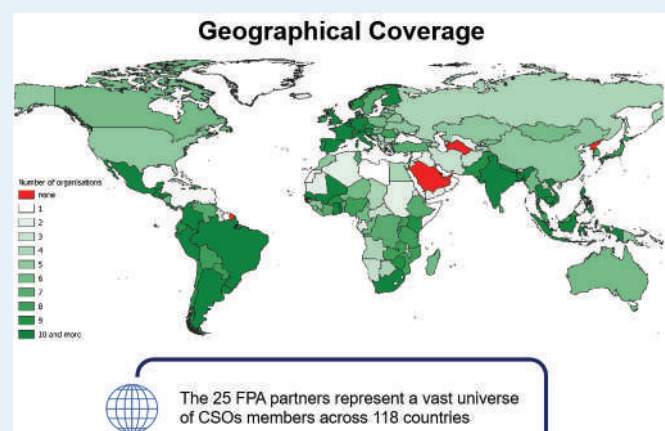 Geographical Coverage
Number of organisations
none
1
2
3
4
5
6
7
8
9
10 and more
The 25 FPA partners represent a vast universe
of CSOs members across 118 countries